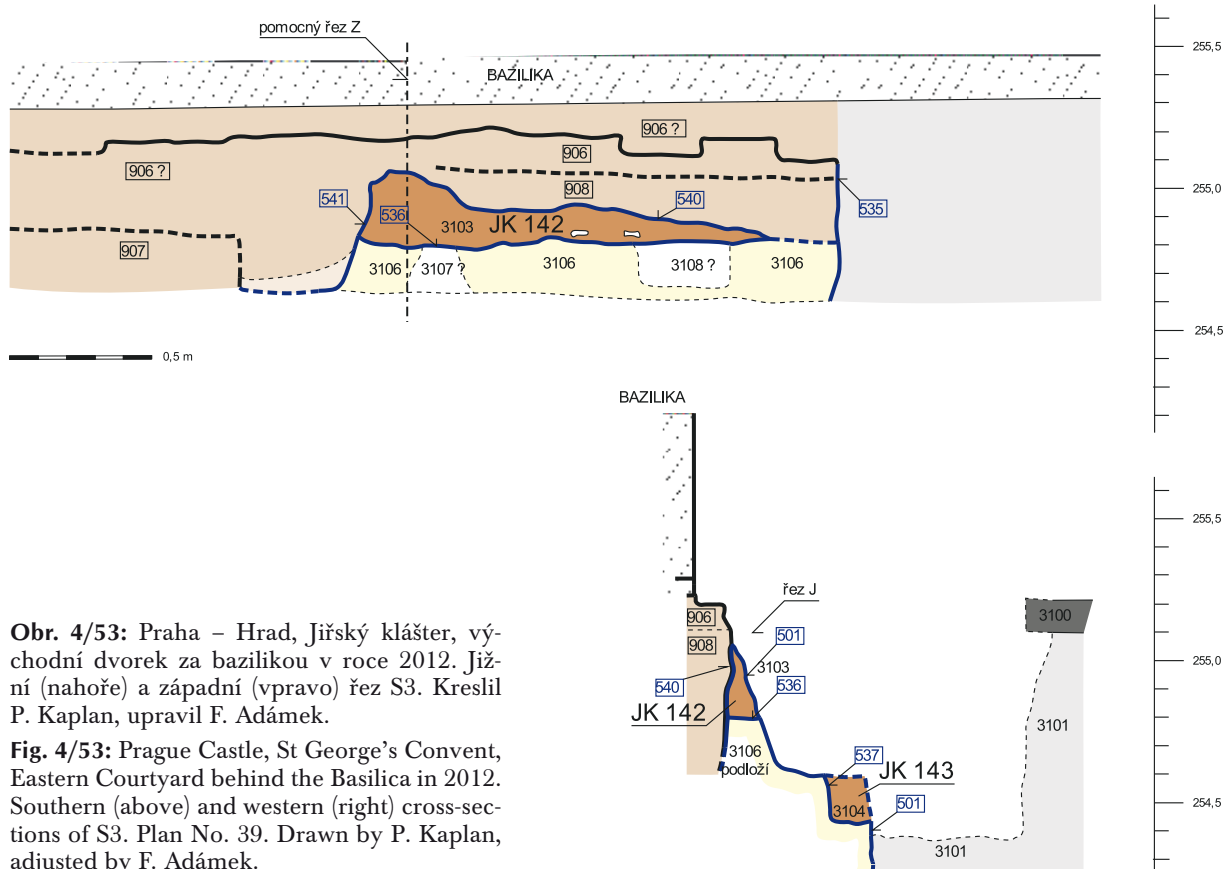 pomocný řez Z
BAZILIKA
255,5
906 ?
906
906 ?
908
541
536
540
535
255,0
3103
JK 142
907
3106
3107 ?
3106
3108 ?
3106
254,5
0,5 m
BAZILIKA
255,5
řez J
906
3100
908
501
3103
255,0
540
536
JK 142
3106
podloží
3101
537
JK 143
3104
501
254,5
3101
Obr. 4/53: Praha – Hrad, Jiřský klášter, vý-
chodní dvorek za bazilikou v roce 2012. Již-
ní (nahoře) a západní (vpravo) řez S3. Kreslil
P. Kaplan, upravil F. Adámek.
Fig. 4/53: Prague Castle, St George’s Convent,
Eastern Courtyard behind the Basilica in 2012.
Southern (above) and western (right) cross-sec-
tions of S3. Plan No. 39. Drawn by P. Kaplan,
adjusted by F. Adámek.